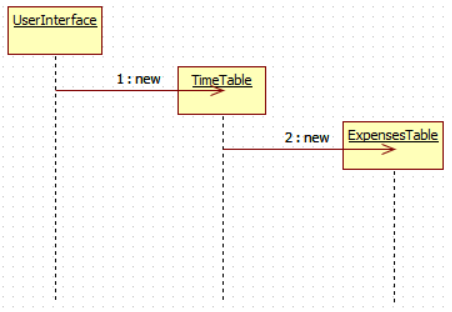 UserInterface
1 : new
TimeTable
2 : new
ExpensesTable